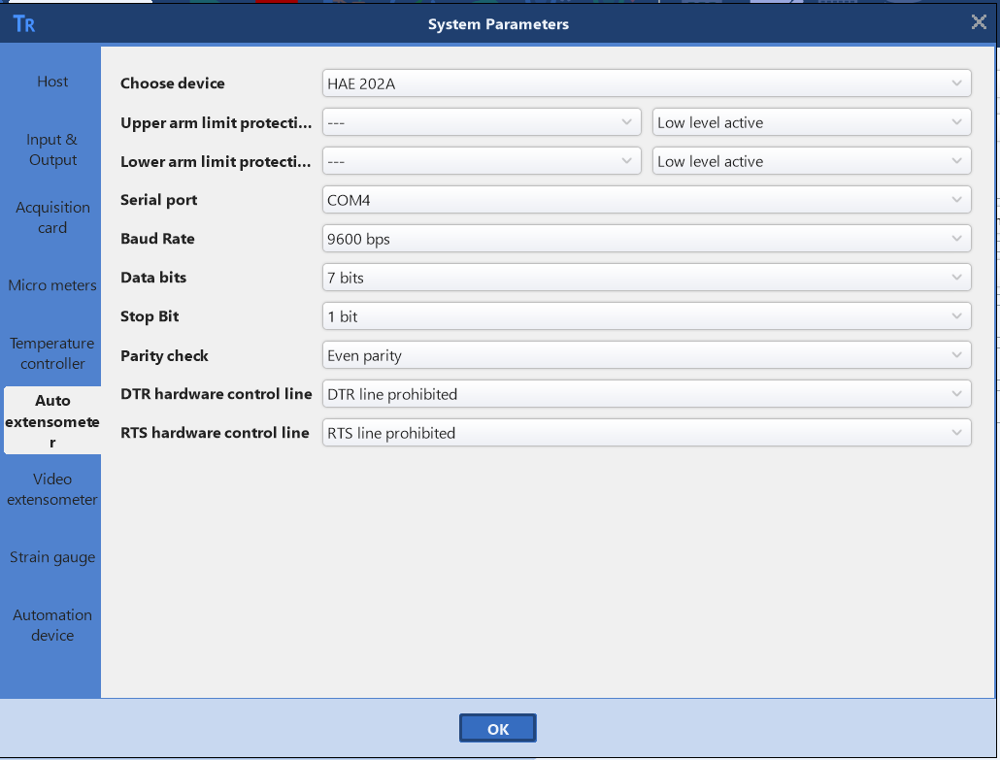 TR
System Parameters
Host
Input &
Output
Acquisition
card
Micro meters
Temperature
controller
Auto
extensomete
r
Video
extensometer
Strain gauge
Automation
device
Choose device
HAE 202A
Upper arm limit protecti...
---
Low level active
Lower arm limit protecti...
---
Low level active
Serial port
COM4
Baud Rate
9600 bps
Data bits
7 bits
Stop Bit
1 bit
Parity check
Even parity
DTR hardware control line
DTR line prohibited
RTS hardware control line
RTS line prohibited
OK